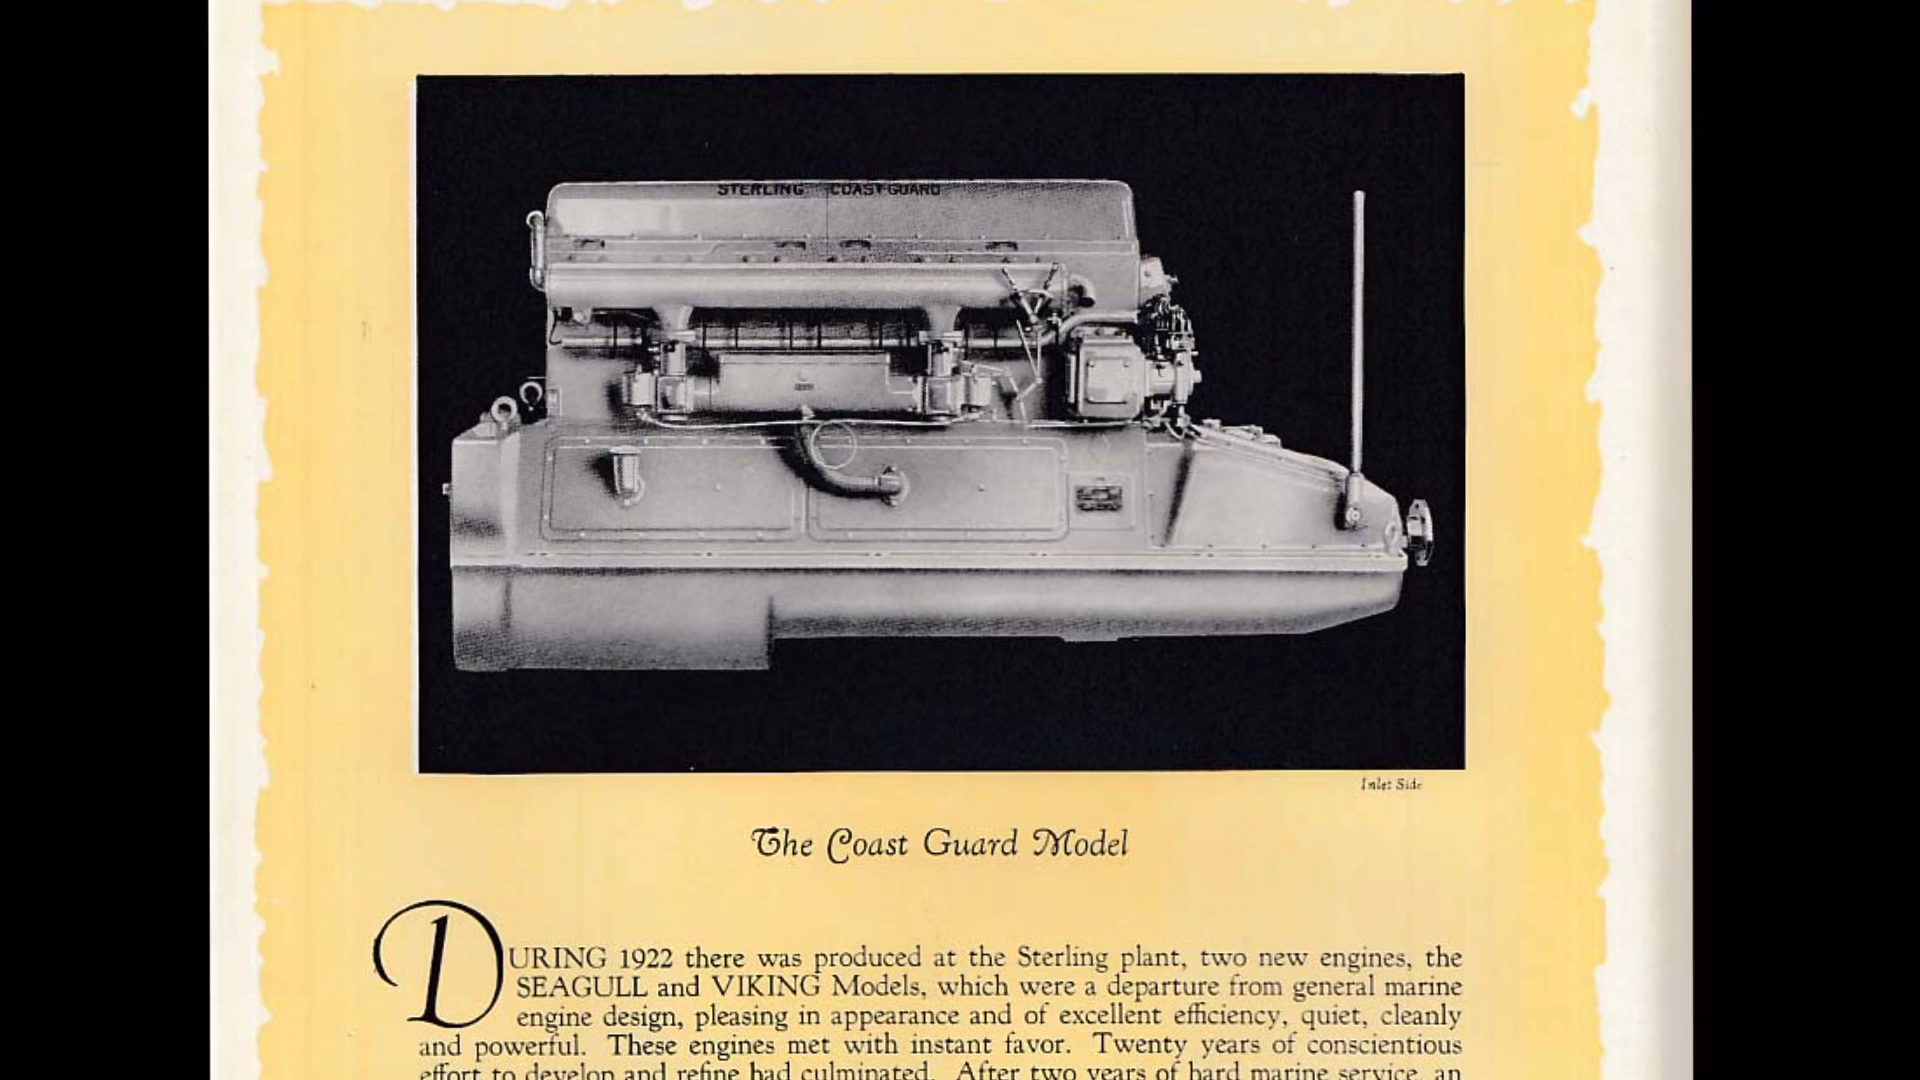 STERLING COAST GUARD
Inlet Side
The Coast Guard Model
DURING 1922 there was produced at the Sterling plant, two new engines, the
SEAGULL and VIKING Models, which were a departure from general marine
engine design, pleasing in appearance and of excellent efficiency, quiet, cleanly
and powerful. These engines met with instant favor. Twenty years of conscientious
effort to develop and refine had culminated. After two years of hard marine service, an